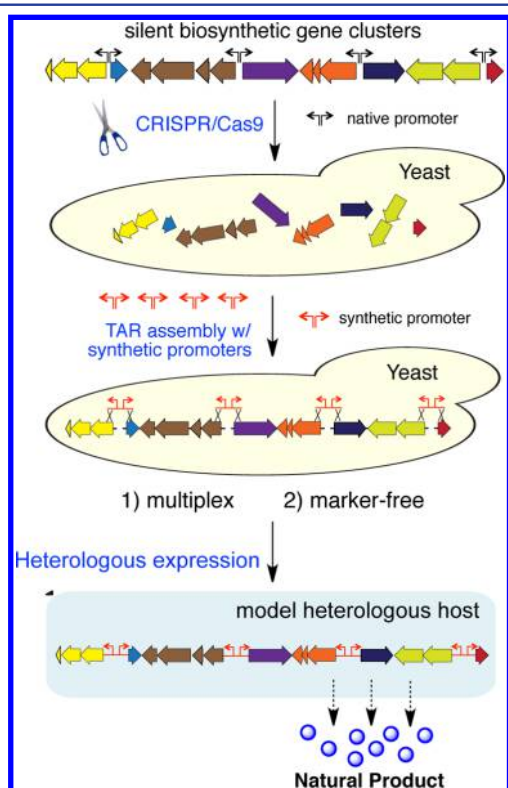 silent biosynthetic gene clusters
CRISPR/Cas9
native promoter
Yeast
TAR assembly w/
synthetic promoters
synthetic promoter
Yeast
1) multiplex 2) marker-free
Heterologous expression
model heterologous host
Natural Product